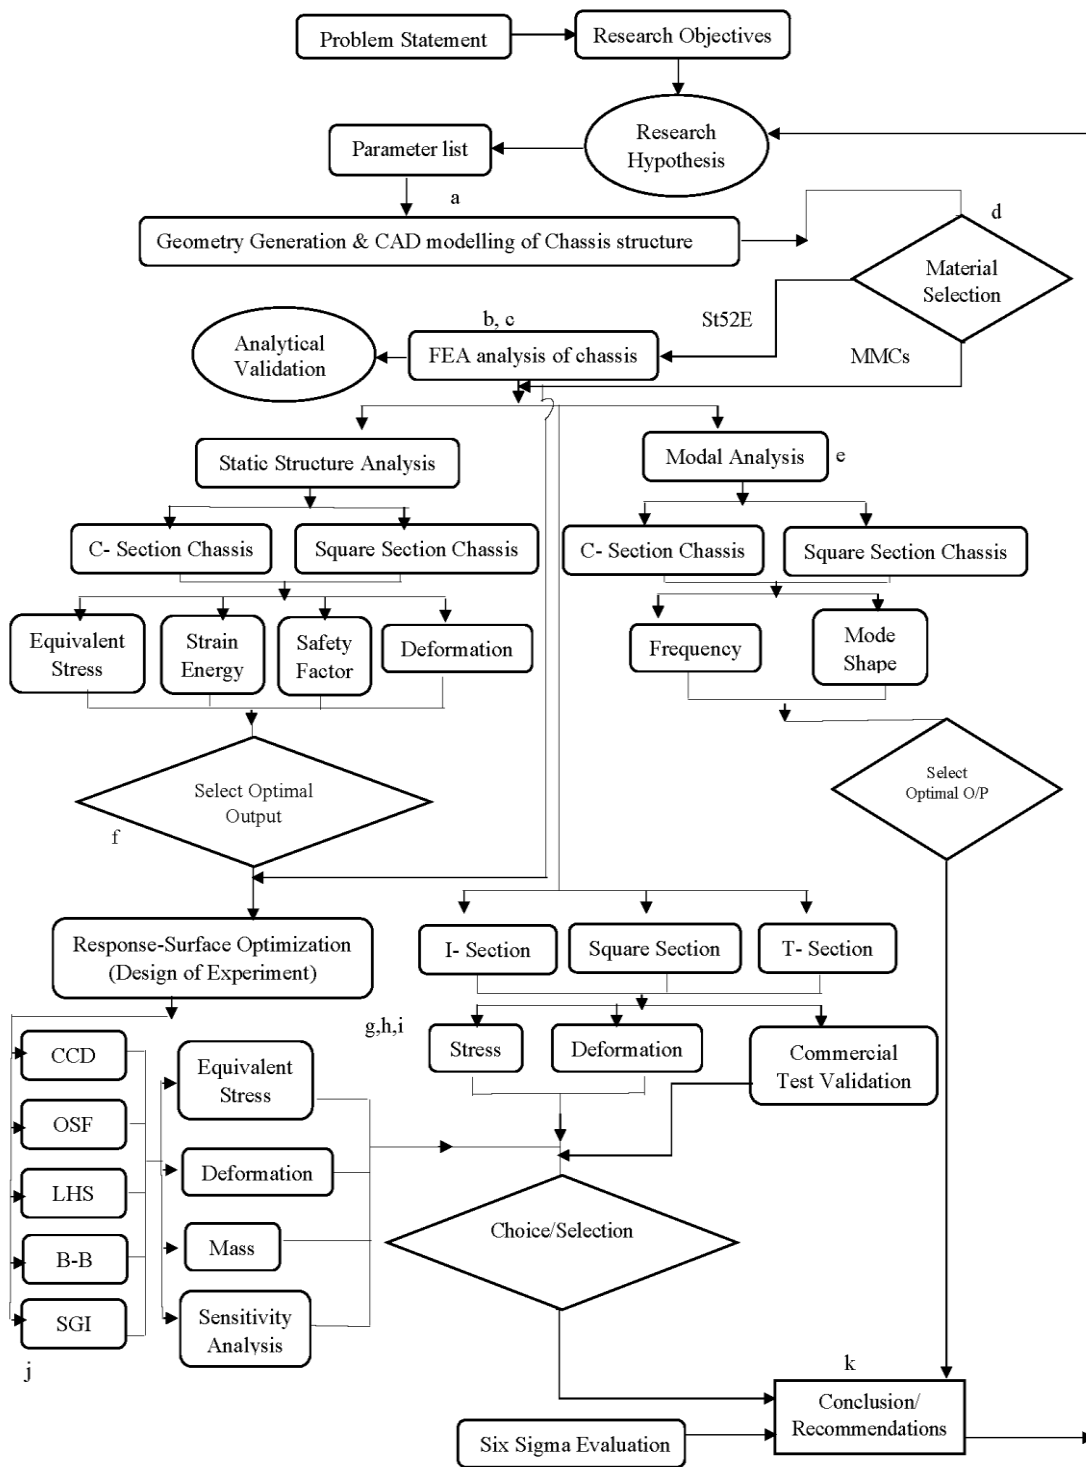 Problem Statement
Research Objectives
Research
Hypothesis
Parameter list
a
Geometry Generation & CAD modelling of Chassis structure
d
Material
Selection
St52E
MMCs
b, c
FEA analysis of chassis
Analytical
Validation
Static Structure Analysis
Modal Analysis
e
C- Section Chassis
Square Section Chassis
C- Section Chassis
Square Section Chassis
Equivalent
Stress
Strain
Energy
Safety
Factor
Deformation
Frequency
Mode
Shape
Select Optimal
Output
f
Select
Optimal O/P
Response-Surface Optimization
(Design of Experiment)
I- Section
Square Section
T- Section
g,h,i
Stress
Deformation
Commercial
Test Validation
CCD
OSF
LHS
B-B
SGI
j
Equivalent
Stress
Deformation
Mass
Sensitivity
Analysis
Choice/Selection
k
Conclusion/
Recommendations
Six Sigma Evaluation